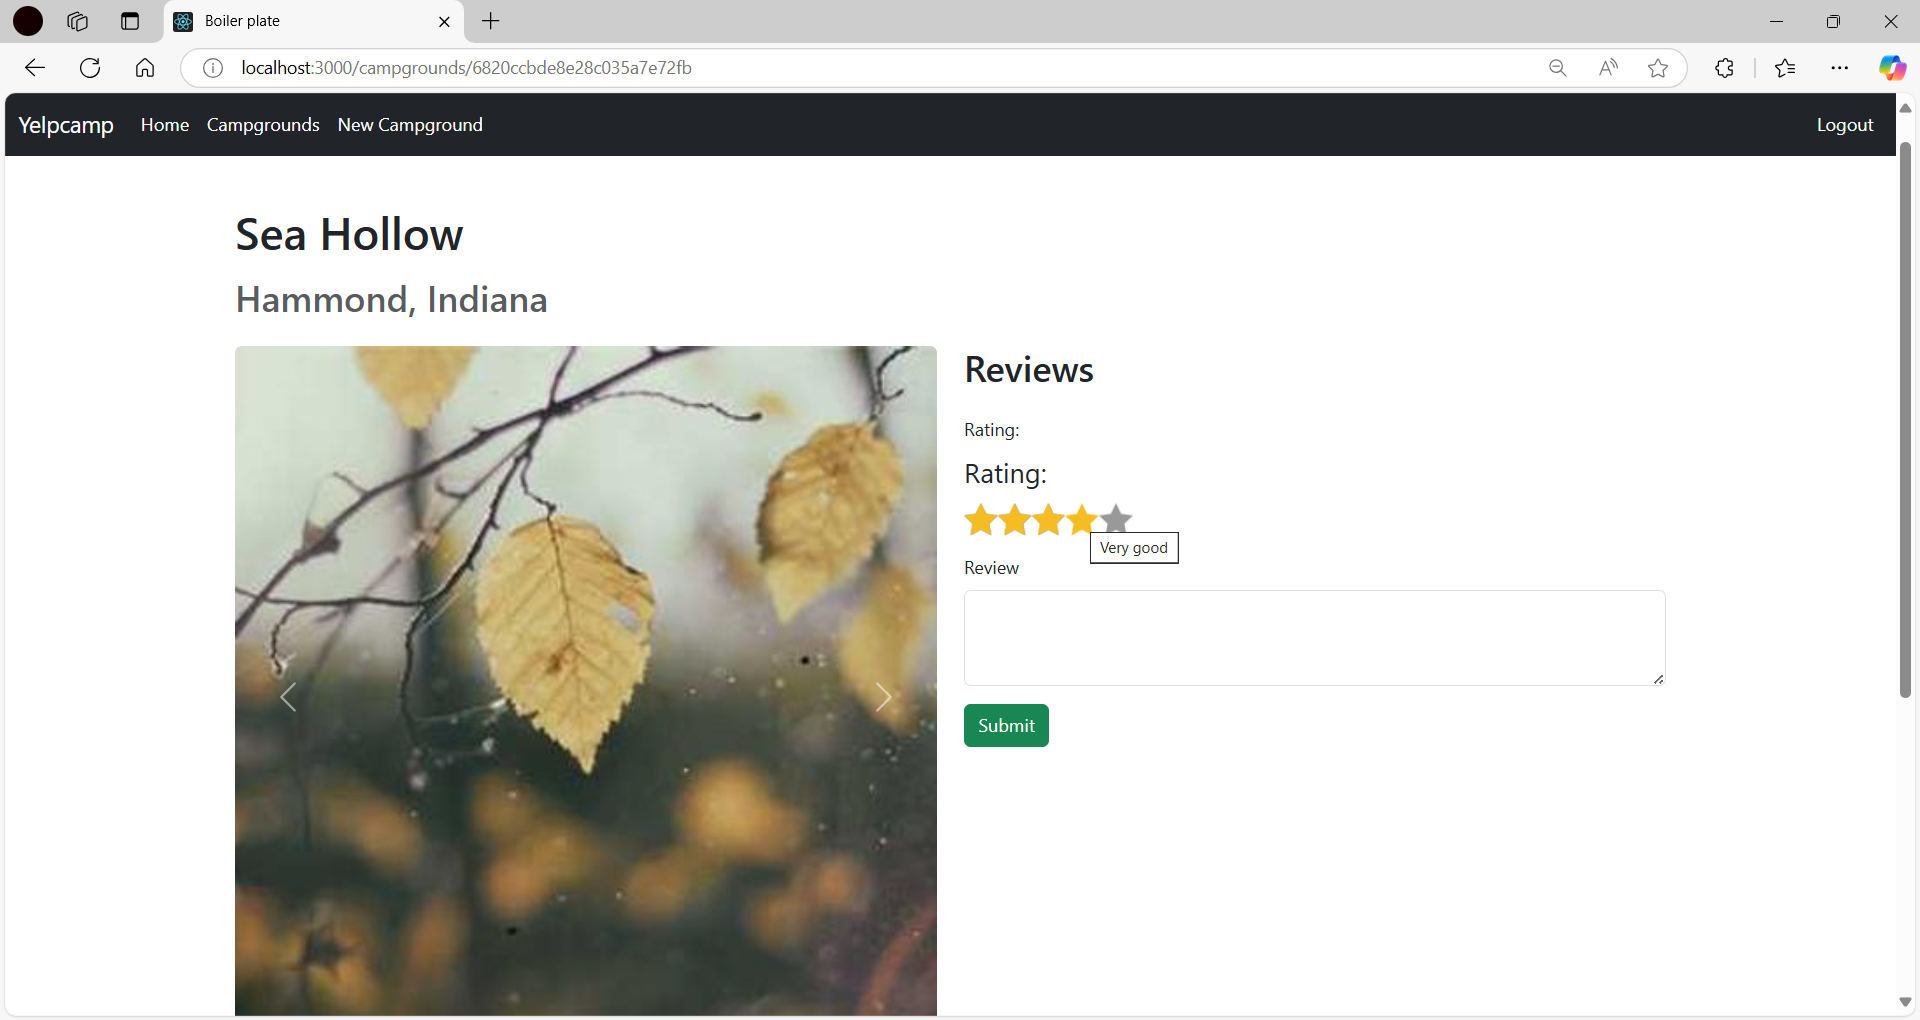 Boiler plate
localhost:3000/campgrounds/6820ccbde8e28c035a7e72fb
Yelpcamp Home Campgrounds New Campground Logout
Sea Hollow
Hammond, Indiana
Reviews
Rating:
Rating:
Very good
Review
Submit